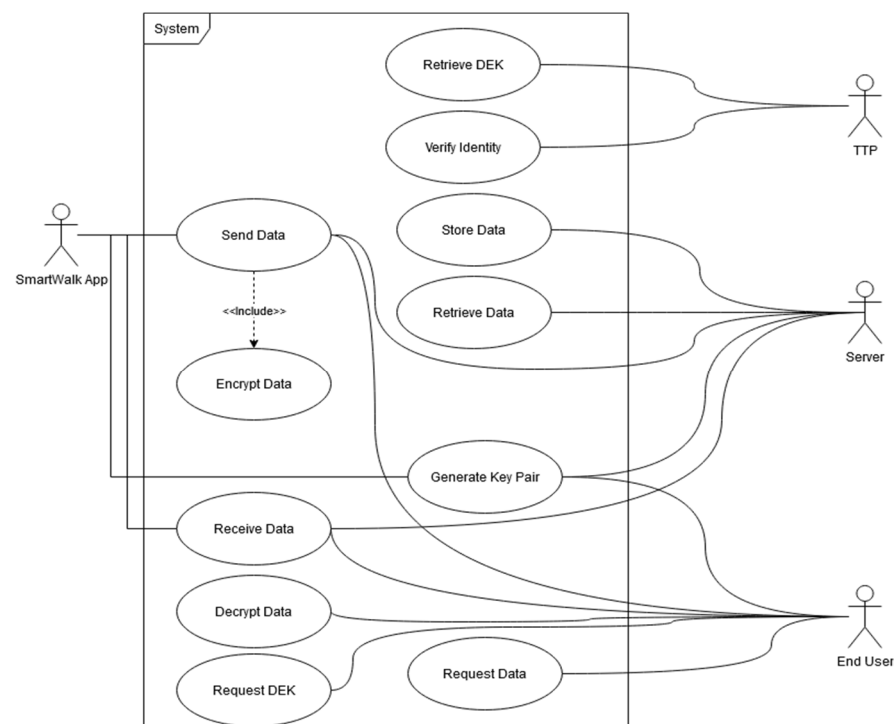 System
Retrieve DEK
TTP
Verify Identity
Send Data
Store Data
SmartWalk App
<<Include>>
Retrieve Data
Server
Encrypt Data
Generate Key Pair
Receive Data
Decrypt Data
End User
Request DEK
Request Data